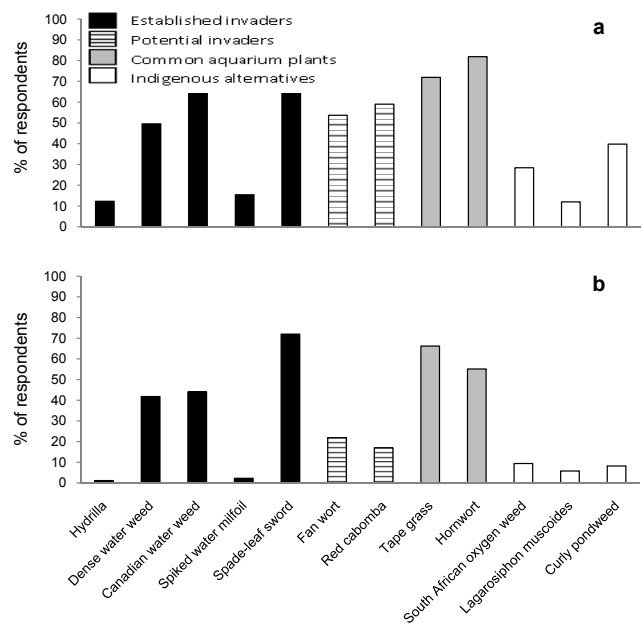 Established invaders
Potential invaders
Common aquarium plants
Indigenous alternatives
a
% of respondents
100
90
80
70
60
50
40
30
20
10
0
b
% of respondents
100
90
80
70
60
50
40
30
20
10
0
Hydrilla
Dense water weed
Canadian water weed
Spiked water milfoil
Spade-leaf sword
Fan wort
Red cabomba
Tape grass
Hornwort
South African oxygen weed
Lagarosiphon muscoides
Curly pondweed